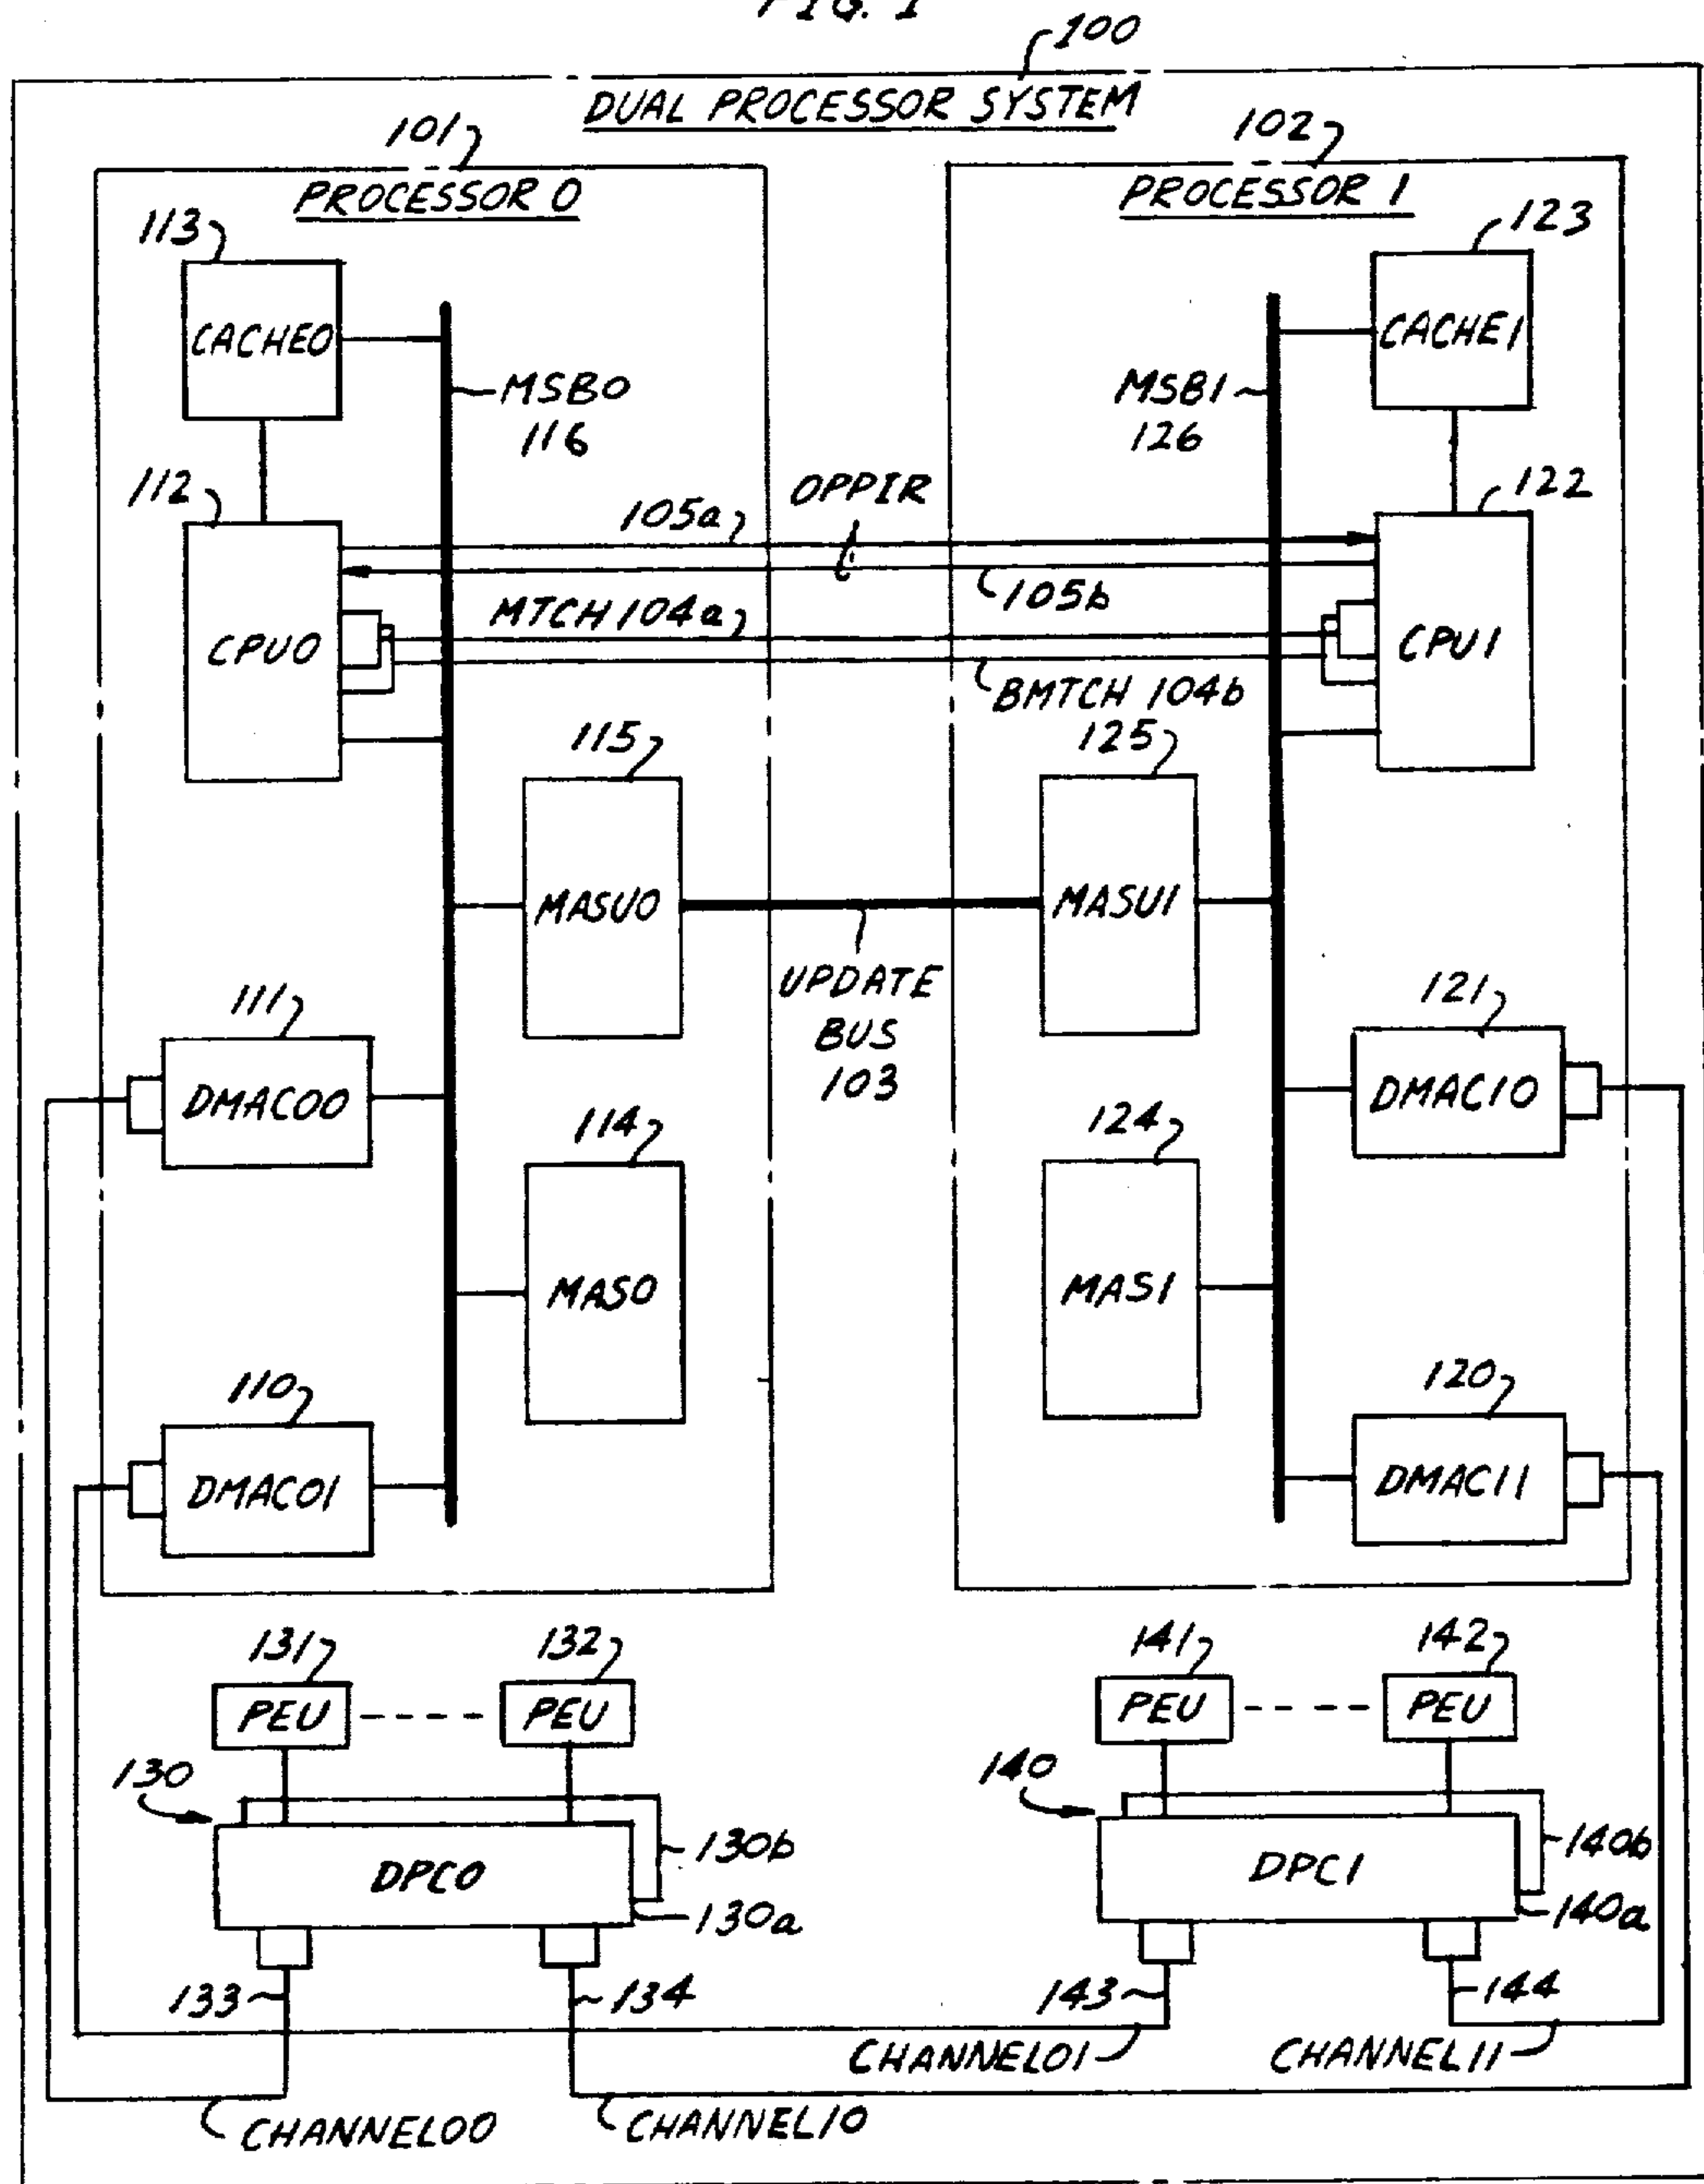 FIG. 1
100
DUAL PROCESSOR SYSTEM
101
102
PROCESSOR 0
PROCESSOR 1
113
123
CACHE0
CACHE1
MSB0
116
MSB1
126
112
122
OPPIR
105a
105b
MTCH 104a
CPU0
CPU1
BMTCH 104b
115
125
MASU0
MASU1
UPDATE
BUS
103
111
121
DMAC00
DMAC10
114
124
MAS0
MAS1
110
120
DMAC01
DMAC11
131
132
141
142
PEU
PEU
PEU
PEU
130
140
130b
140b
DPC0
DPC1
130a
140a
133
134
143
144
CHANNEL01
CHANNEL11
CHANNEL00
CHANNEL10